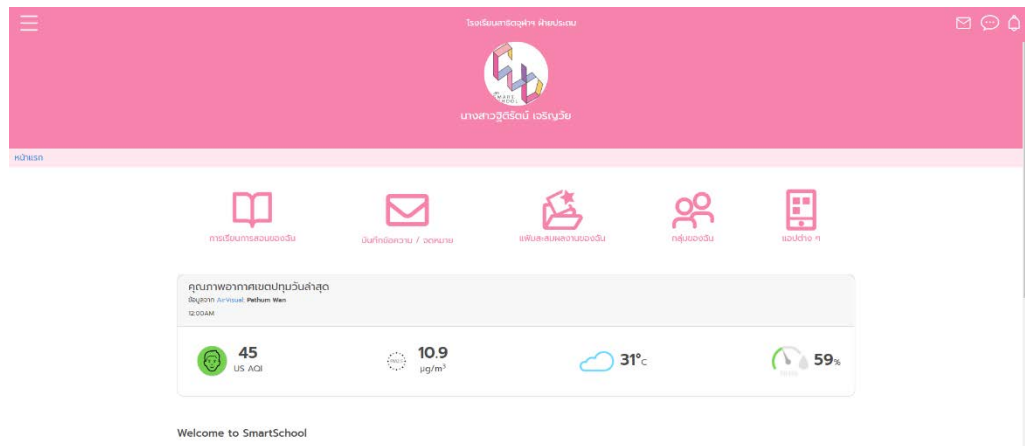 โรงเรียนสาธิตจุฬาฯ ฝ่ายประถม
SMART
SCHOOL
นางสาวฐิติรัตน์ เจริญวัย
หน้าแรก
การเรียนการสอนของฉัน
บันทึกข้อความ / จดหมาย
แฟ้มสะสมผลงานของฉัน
กลุ่มของฉัน
แอปต่าง ๆ
คุณภาพอากาศเขตปทุมวันล่าสุด
ข้อมูลจาก AirVisual: Pathum Wan
12:00AM
45
US AQI
10.9
µg/m³
31°c
59%
Welcome to SmartSchool